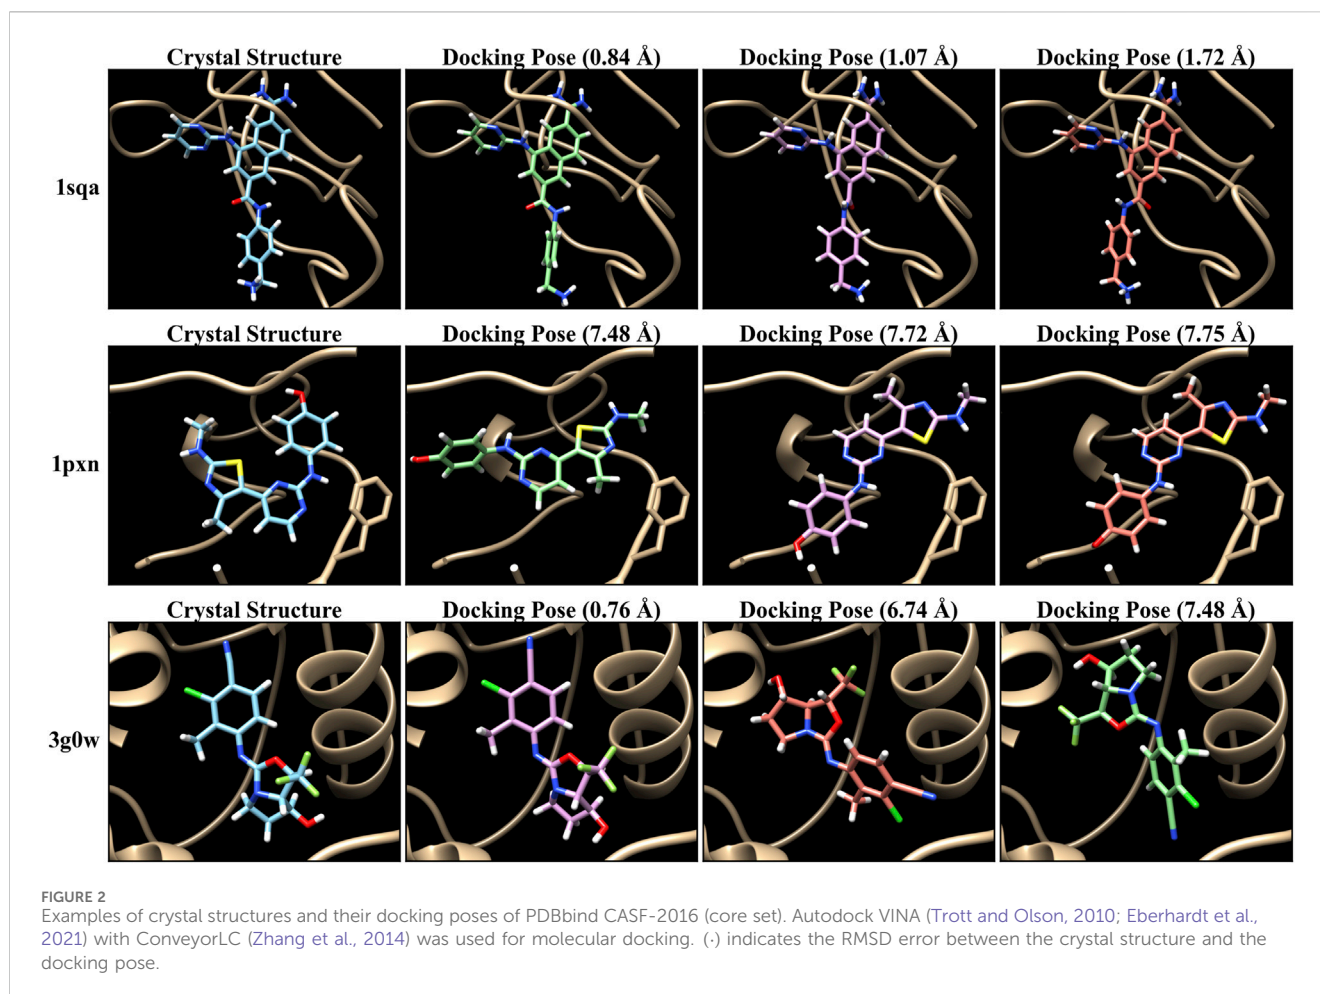 Crystal Structure Docking Pose (0.84 Å) Docking Pose (1.07 Å) Docking Pose (1.72 Å)
1sqa
Crystal Structure Docking Pose (7.48 Å) Docking Pose (7.72 Å) Docking Pose (7.75 Å)
1pxn
Crystal Structure Docking Pose (0.76 Å) Docking Pose (6.74 Å) Docking Pose (7.48 Å)
3g0w
FIGURE 2
Examples of crystal structures and their docking poses of PDBbind CASF-2016 (core set). Autodock VINA (Trott and Olson, 2010; Eberhardt et al.,
2021) with ConveyorLC (Zhang et al., 2014) was used for molecular docking. (·) indicates the RMSD error between the crystal structure and the
docking pose.